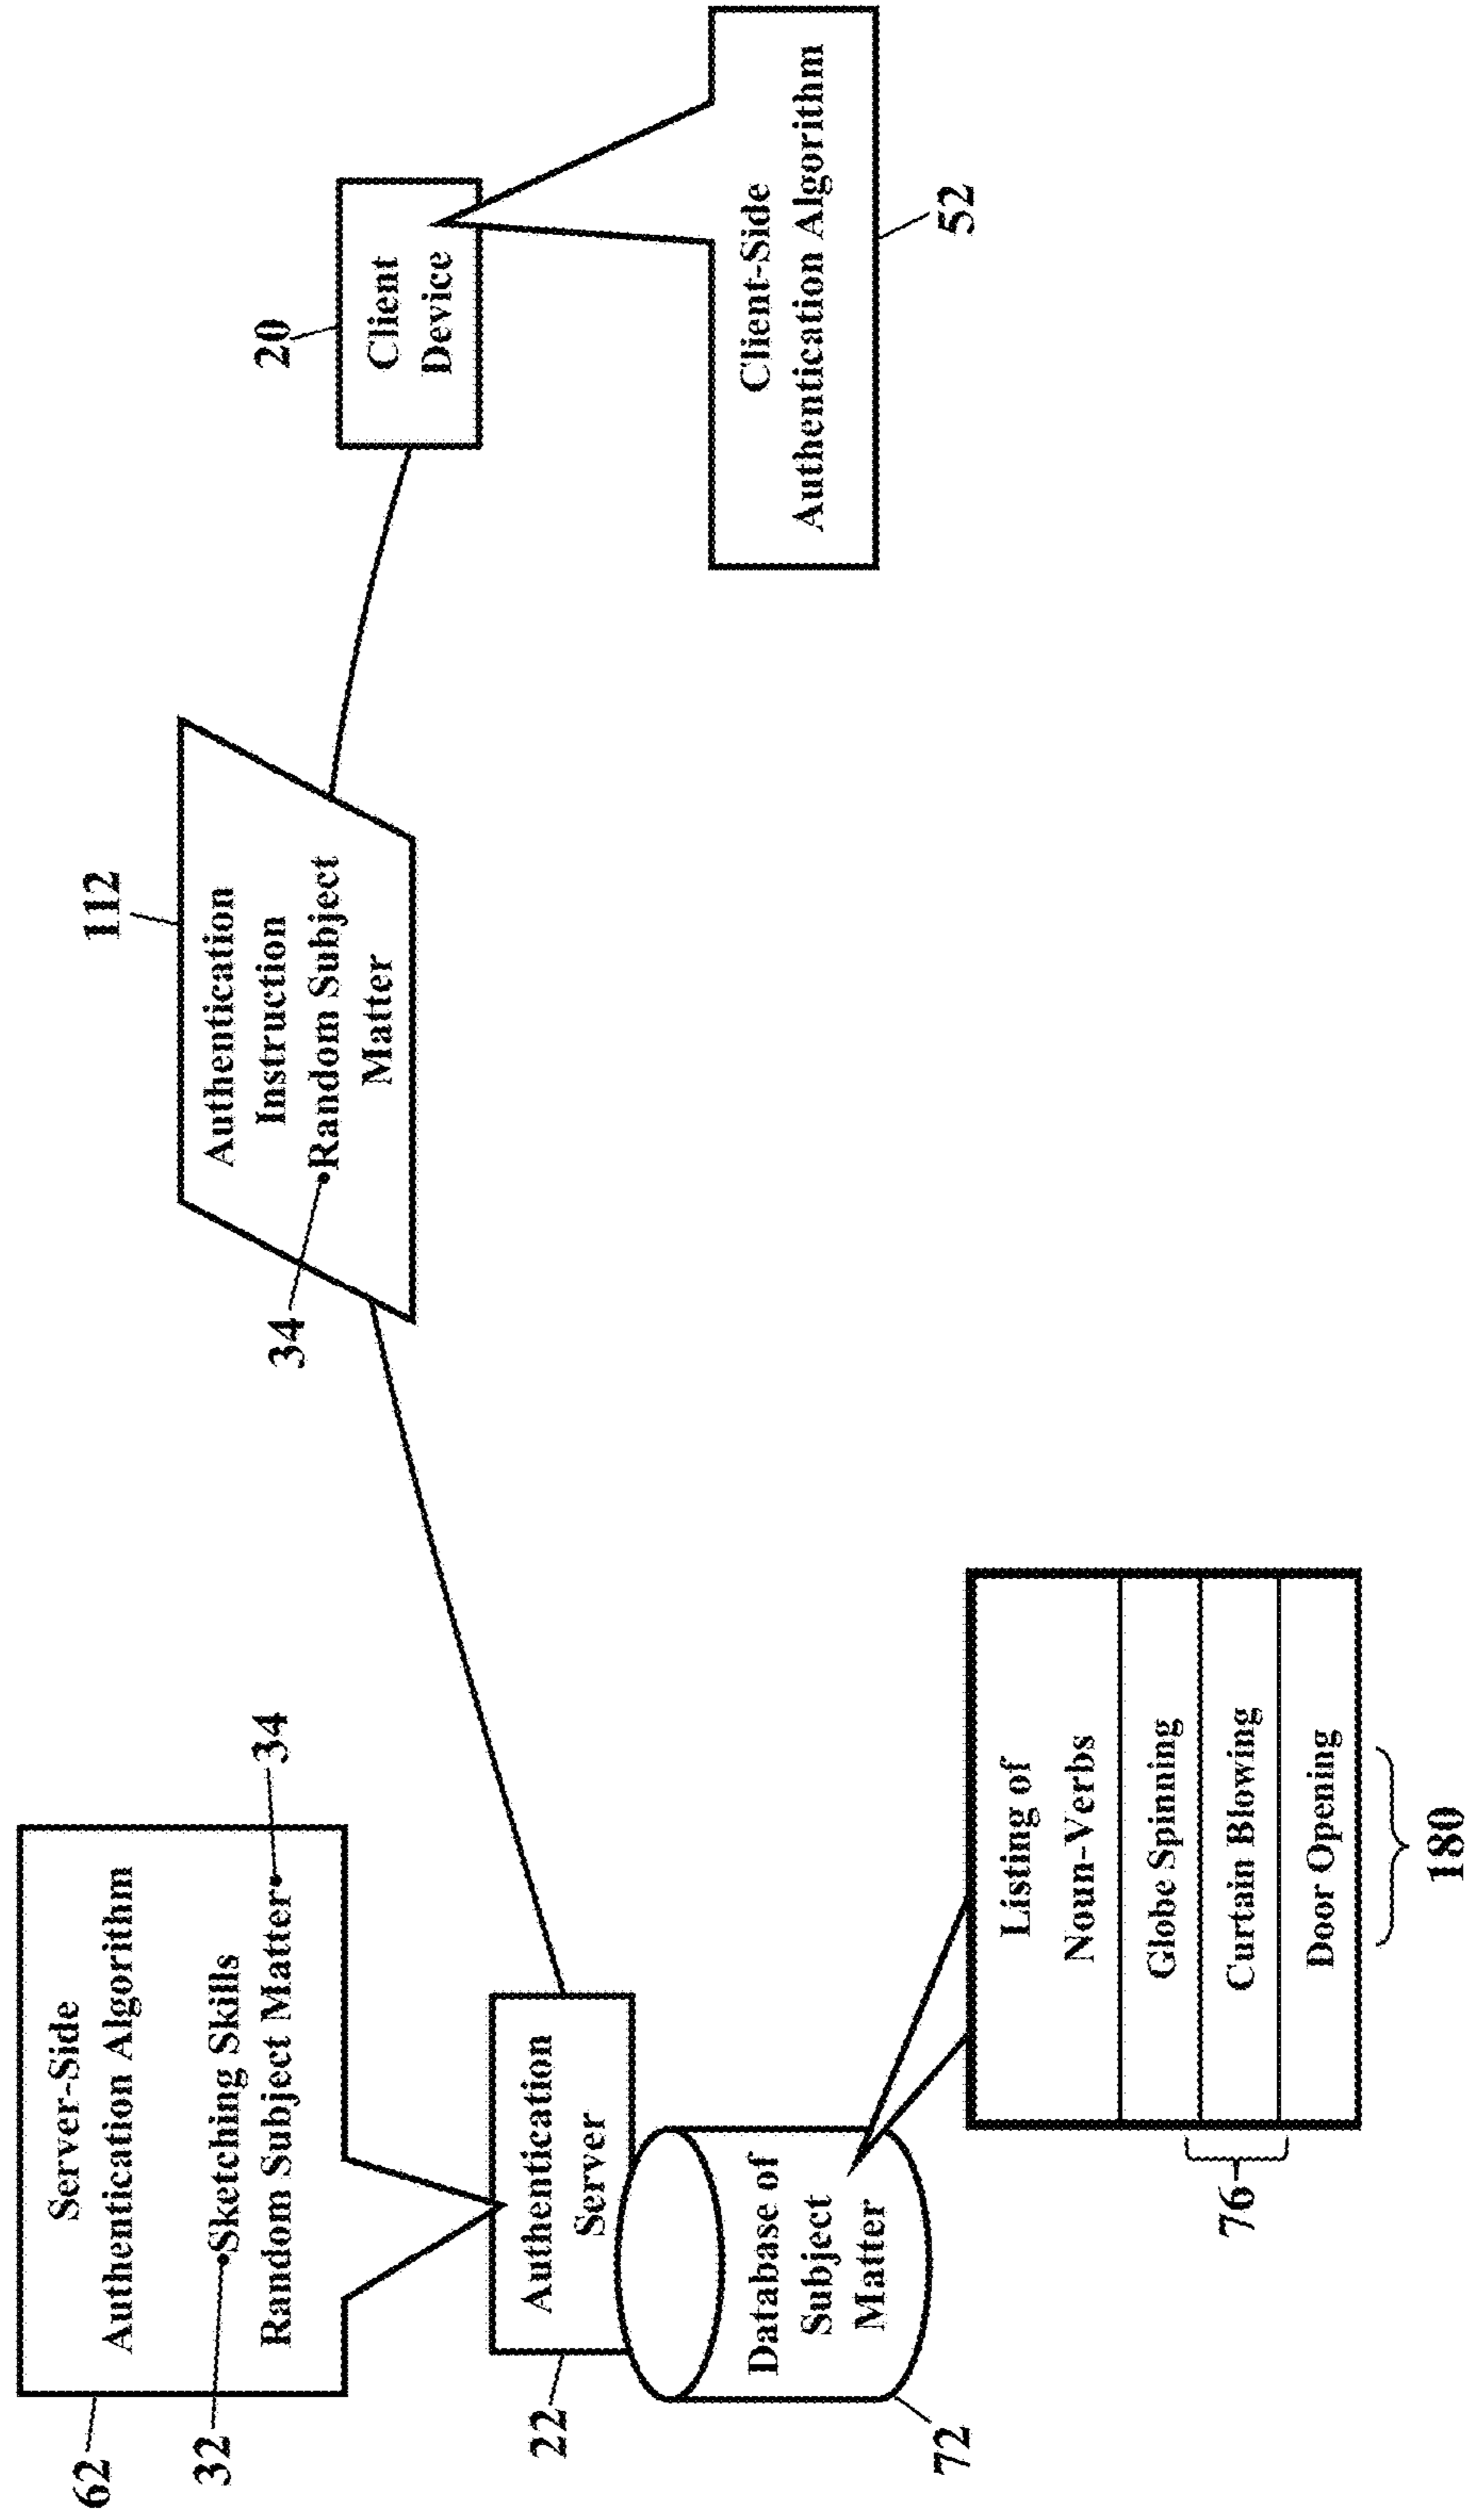 62
Server-Side
Authentication Algorithm
32
•Sketching Skills
Random Subject Matter•
34
22
Authentication
Server
72
Database of
Subject
Matter
Listing of
Noun-Verbs
Globe Spinning
Curtain Blowing
Door Opening
76
180
112
Authentication
Instruction
34
•Random Subject
Matter
20
Client
Device
Client-Side
Authentication Algorithm
52